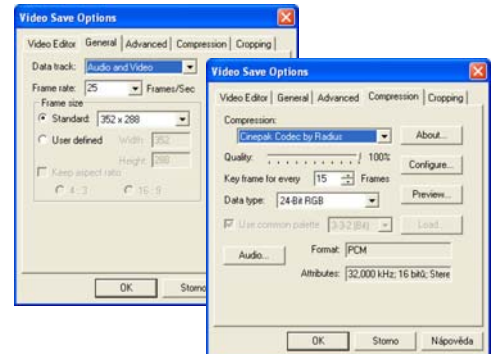 Video Save Options
Video Editor General Advanced Compression Cropping
Data track: Audio and Video
Frame rate: 25 Frames/Sec
Frame size
Standard: 352 x 288
User defined Width: 352
Height: 288
Keep aspect ratio
4 : 3 16 : 9
OK Storno
Video Save Options
Video Editor General Advanced Compression Cropping
Compression:
Cinepak Codec by Radius About...
Quality: 100% Configure...
Key frame for every 15 Frames
Data type: 24-Bit RGB Preview...
Use common palette 3-3-2 (8bit) Load...
Audio... Format: PCM
Attributes: 32,000 kHz; 16 bitů; Stere
OK Storno Nápověda